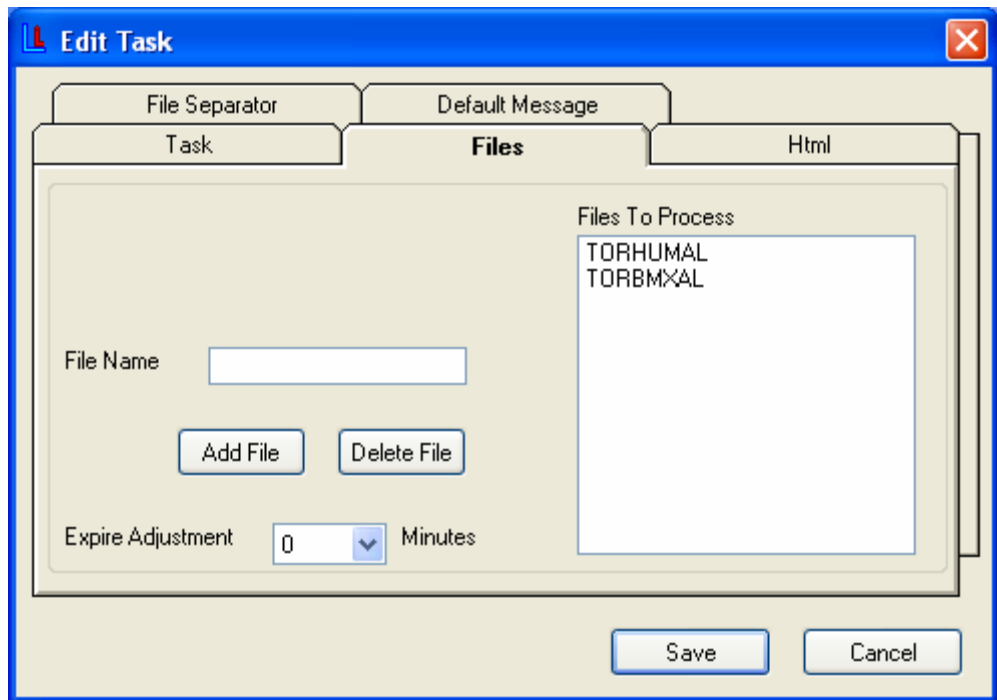 Edit Task
File Separator
Default Message
Task
Files
Html
Files To Process
TORHUMAL
TORBMXAL
File Name
Add File
Delete File
Expire Adjustment
0
Minutes
Save
Cancel